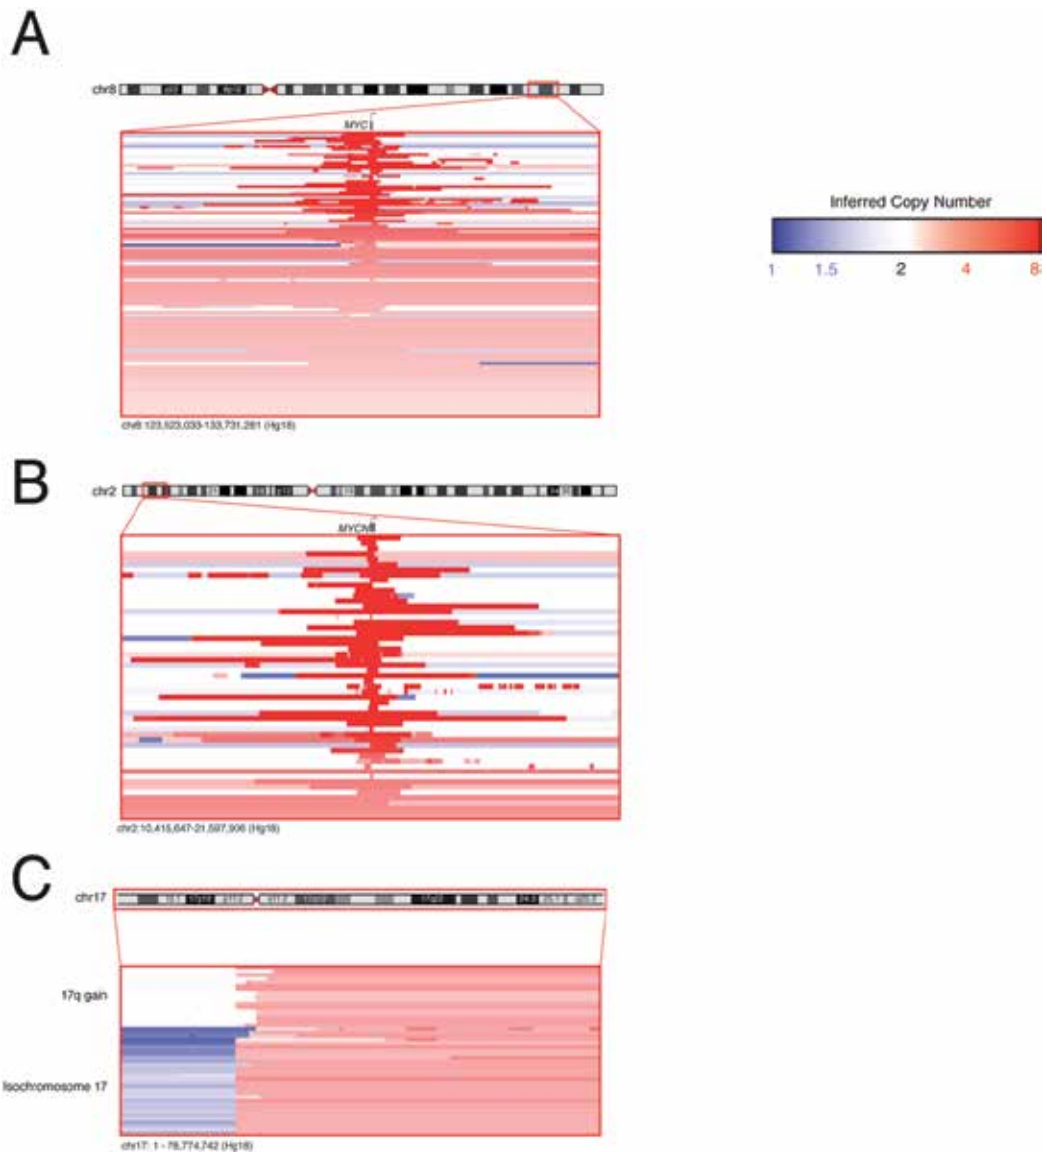 A
chr8
MYC
Inferred Copy Number
1 1.5 2 4 8
chr8:123,523,033-133,731,281 (Hg18)
B
chr2
MYCN
chr2:10,415,647-21,597,906 (Hg18)
C
chr17
17q gain
Isochromosome 17
chr17: 1 - 78,774,742 (Hg18)